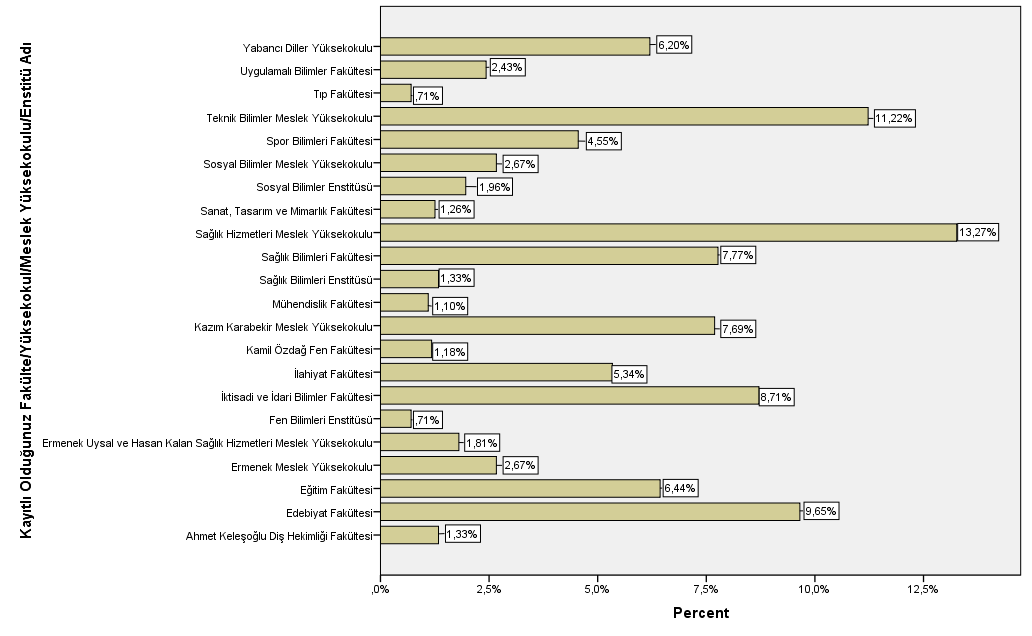 Kayıtlı Olduğunuz Fakülte/Yüksekokul/Meslek Yüksekokulu/Enstitü Adı
Yabancı Diller Yüksekokulu 6,20%
Uygulamalı Bilimler Fakültesi 2,43%
Tıp Fakültesi ,71%
Teknik Bilimler Meslek Yüksekokulu 11,22%
Spor Bilimleri Fakültesi 4,55%
Sosyal Bilimler Meslek Yüksekokulu 2,67%
Sosyal Bilimler Enstitüsü 1,96%
Sanat, Tasarım ve Mimarlık Fakültesi 1,26%
Sağlık Hizmetleri Meslek Yüksekokulu 13,27%
Sağlık Bilimleri Fakültesi 7,77%
Sağlık Bilimleri Enstitüsü 1,33%
Mühendislik Fakültesi 1,10%
Kazım Karabekir Meslek Yüksekokulu 7,69%
Kamil Özdağ Fen Fakültesi 1,18%
İlahiyat Fakültesi 5,34%
İktisadi ve İdari Bilimler Fakültesi 8,71%
Fen Bilimleri Enstitüsü ,71%
Ermenek Uysal ve Hasan Kalan Sağlık Hizmetleri Meslek Yüksekokulu 1,81%
Ermenek Meslek Yüksekokulu 2,67%
Eğitim Fakültesi 6,44%
Edebiyat Fakültesi 9,65%
Ahmet Keleşoğlu Diş Hekimliği Fakültesi 1,33%
,0% 2,5% 5,0% 7,5% 10,0% 12,5%
Percent